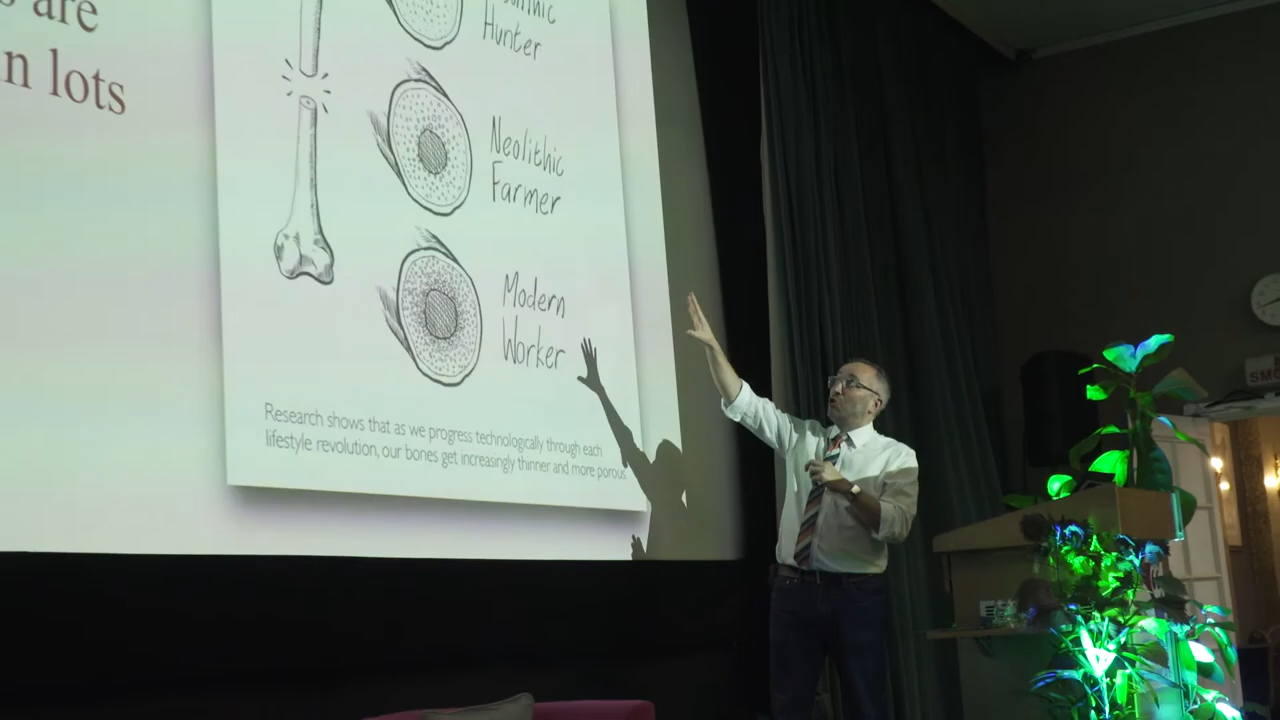 are
n lots
Hunter
Neolithic
Farmer
Modern
Worker
Research shows that as we progress technologically through each
lifestyle revolution, our bones get increasingly thinner and more porous